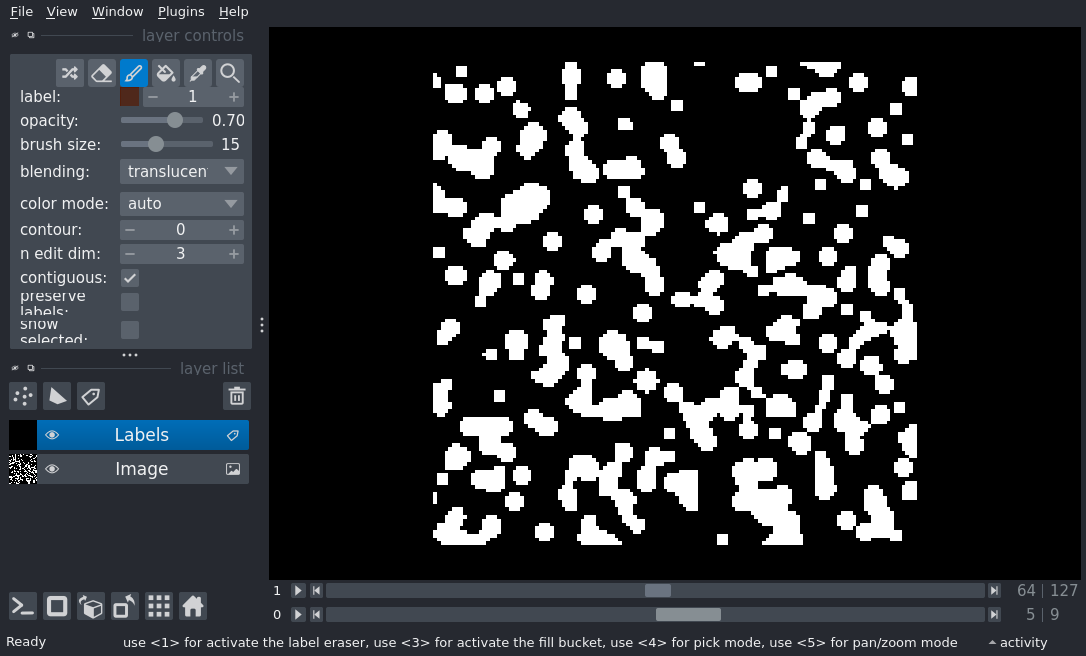 File View Window Plugins Help
layer controls
label: 1
opacity: 0.70
brush size: 15
blending: translucen
color mode: auto
contour: 0
n edit dim: 3
contiguous:
preserve
labels:
show
selected:
layer list
Labels
Image
1 64 | 127
0 5 | 9
Ready use <1> for activate the label eraser, use <3> for activate the fill bucket, use <4> for pick mode, use <5> for pan/zoom mode activity